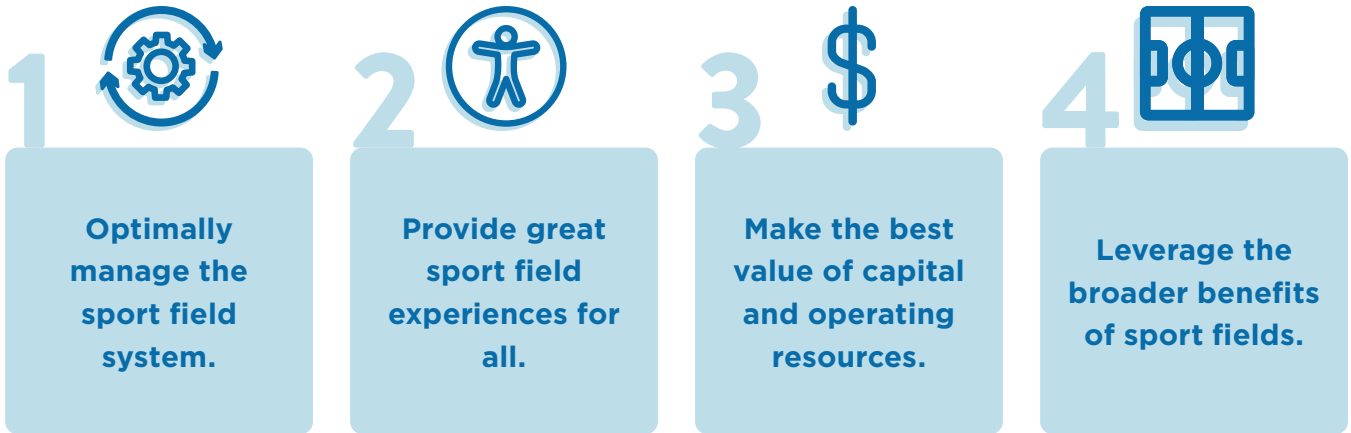 1
Optimally
manage the
sport field
system.
2
Provide great
sport field
experiences for
all.
3
$
Make the best
value of capital
and operating
resources.
4
Leverage the
broader benefits
of sport fields.